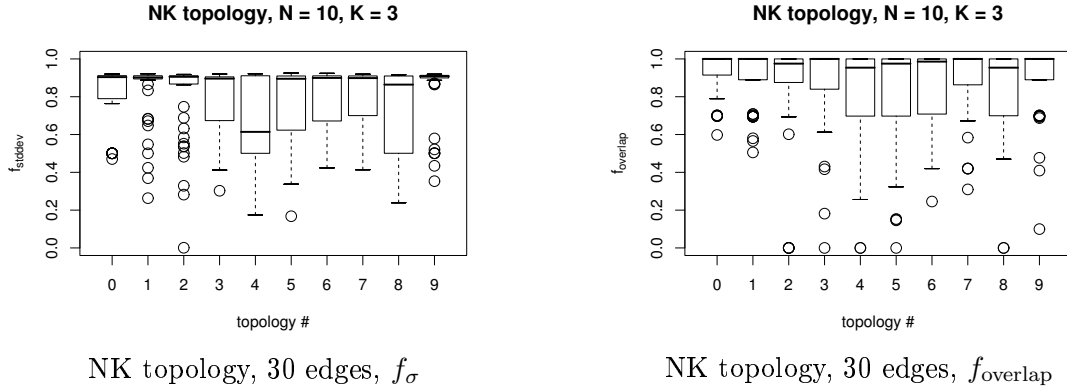 NK topology, N = 10, K = 3
f_stddev
1.0
0.8
0.6
0.4
0.2
0.0
0 1 2 3 4 5 6 7 8 9
topology #
NK topology, 30 edges, f_σ
NK topology, N = 10, K = 3
f_overlap
1.0
0.8
0.6
0.4
0.2
0.0
0 1 2 3 4 5 6 7 8 9
topology #
NK topology, 30 edges, f_overlap